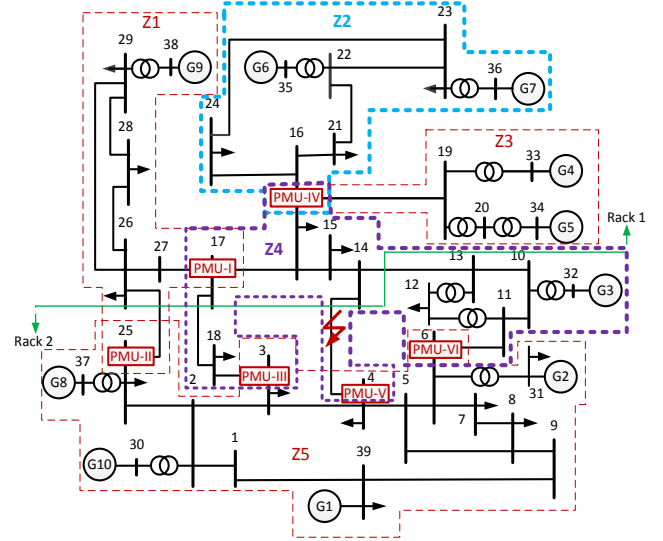 Z1
Z2
23
29
38
G9
G6
22
35
36
G7
24
28
16
21
Z3
19
33
G4
PMU-IV
26
20
34
G5
Rack 1
17
Z4
15
14
27
13
10
PMU-I
12
32
G3
11
Rack 2
25
18
3
6
PMU-II
PMU-VI
37
G8
PMU-III
4
PMU-V
5
G2
2
31
7
8
9
30
1
Z5
39
G10
G1